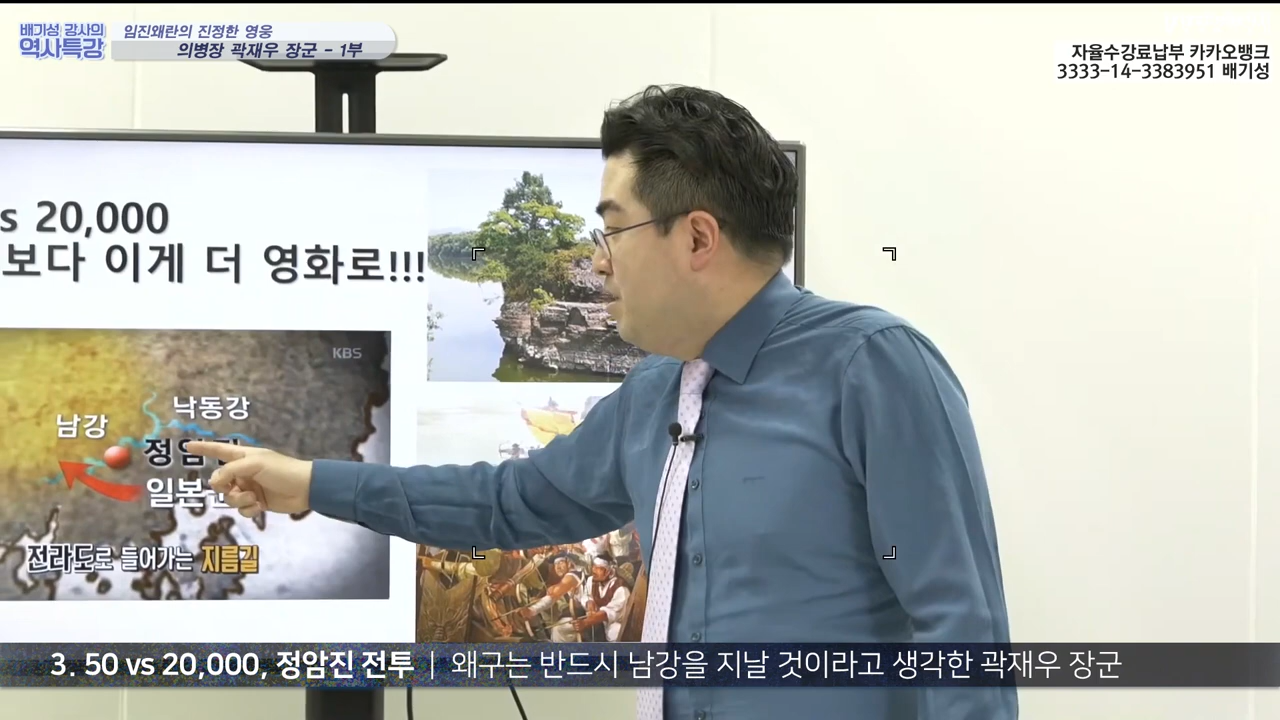 배기성 강사의
역사특강
임진왜란의 진정한 영웅
의병장 곽재우 장군 - 1부
자율수강료납부 카카오뱅크
3333-14-3383951 배기성
vs 20,000
보다 이게 더 영화로!!!
KBS
낙동강
남강
정암
일본군
전라도로 들어가는 지름길
3. 50 vs 20,000, 정암진 전투 | 왜구는 반드시 남강을 지날 것이라고 생각한 곽재우 장군